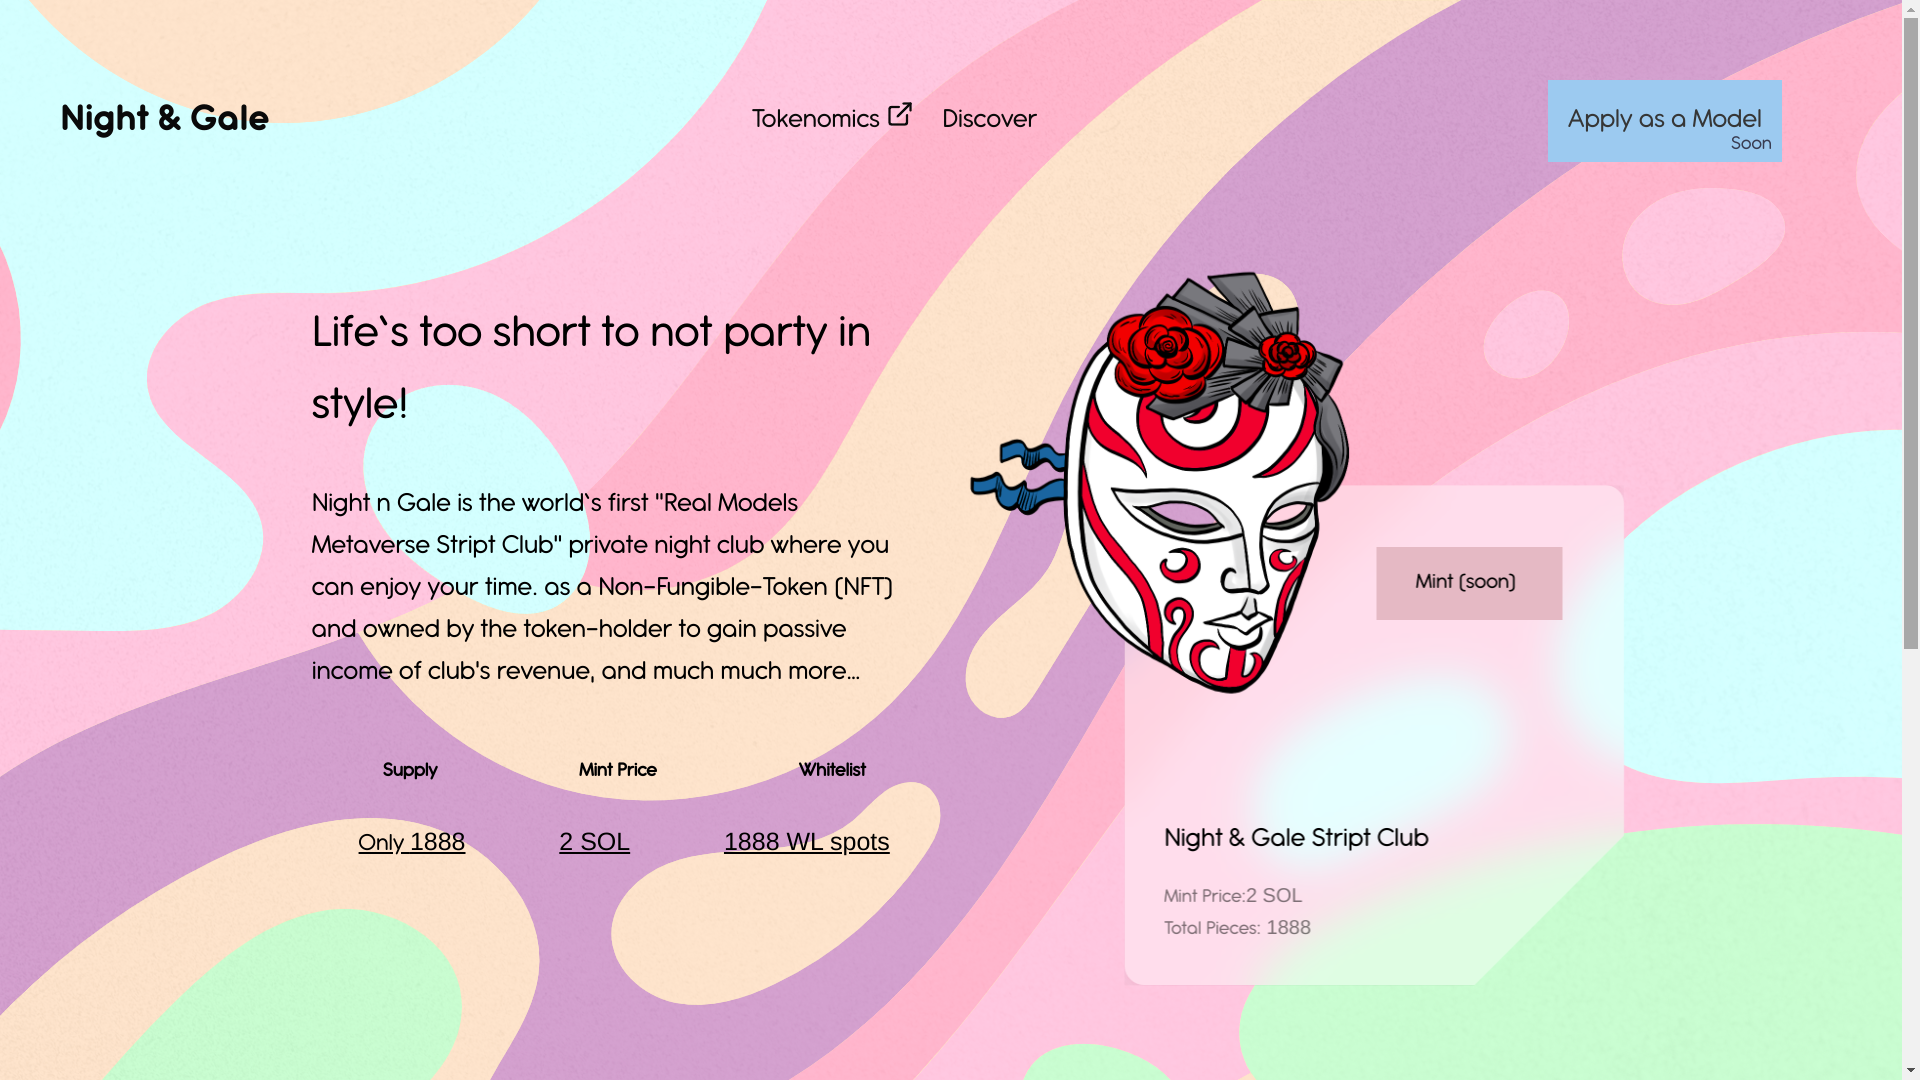 Night & Gale
Tokenomics
Discover
Apply as a Model
Soon
Life`s too short to not party in
style!
Night n Gale is the world`s first "Real Models
Metaverse Stript Club" private night club where you
can enjoy your time. as a Non-Fungible-Token (NFT)
and owned by the token-holder to gain passive
income of club's revenue, and much much more...
Supply
Mint Price
Whitelist
Only 1888
2 SOL
1888 WL spots
Mint (soon)
Night & Gale Stript Club
Mint Price:2 SOL
Total Pieces: 1888